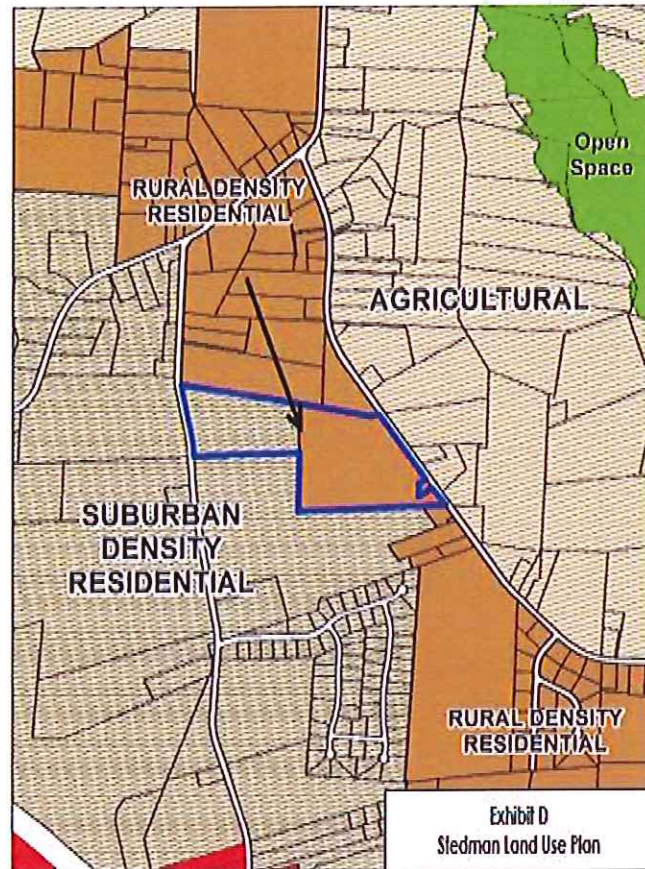 Open
Space
RURAL DENSITY
RESIDENTIAL
AGRICULTURAL
SUBURBAN
DENSITY
RESIDENTIAL
RURAL DENSITY
RESIDENTIAL
Exhibit D
Stedman Land Use Plan